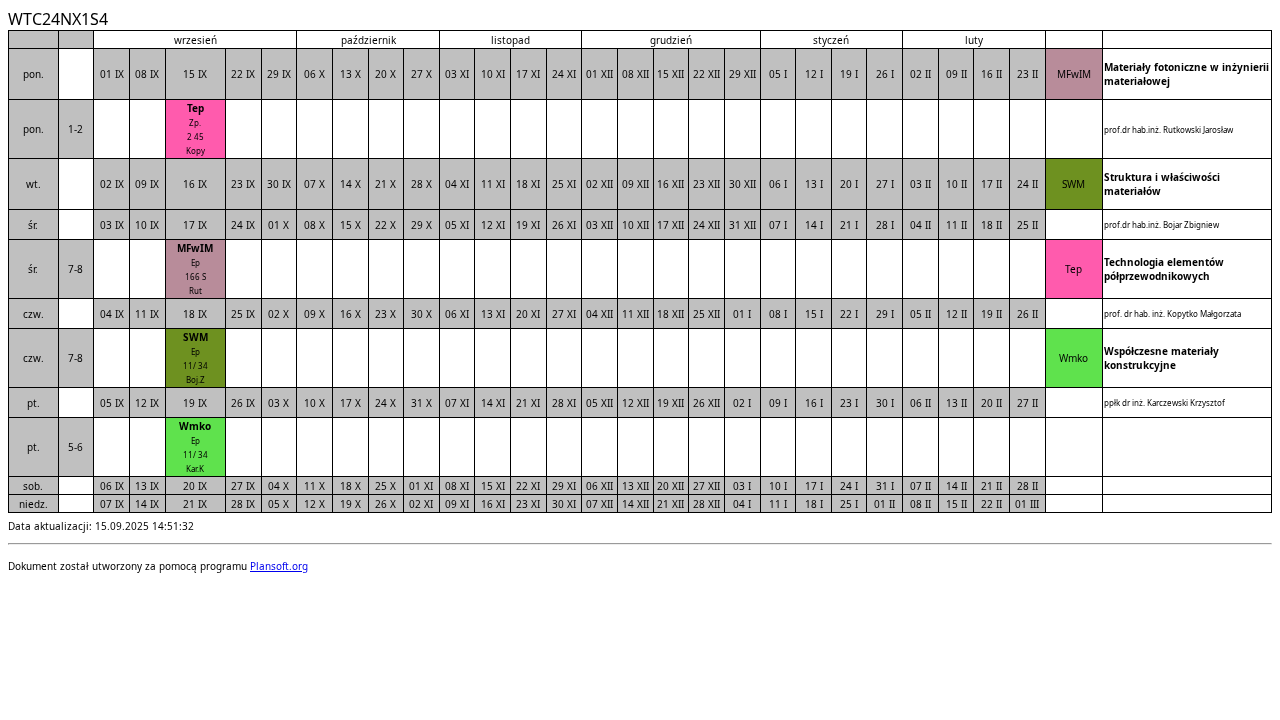 WTC24NX1S4
wrzesień październik listopad grudzień styczeń luty
pon. 01 IX 08 IX 15 IX 22 IX 29 IX 06 X 13 X 20 X 27 X 03 XI 10 XI 17 XI 24 XI 01 XII 08 XII 15 XII 22 XII 29 XII 05 I 12 I 19 I 26 I 02 II 09 II 16 II 23 II MFwIM Materiały fotoniczne w inżynierii
materiałowej
pon. 1-2 Tep
Zp.
2 45
Kopy
prof.dr hab.inż. Rutkowski Jarosław
wt. 02 IX 09 IX 16 IX 23 IX 30 IX 07 X 14 X 21 X 28 X 04 XI 11 XI 18 XI 25 XI 02 XII 09 XII 16 XII 23 XII 30 XII 06 I 13 I 20 I 27 I 03 II 10 II 17 II 24 II SWM Struktura i właściwości
materiałów
śr. 03 IX 10 IX 17 IX 24 IX 01 X 08 X 15 X 22 X 29 X 05 XI 12 XI 19 XI 26 XI 03 XII 10 XII 17 XII 24 XII 31 XII 07 I 14 I 21 I 28 I 04 II 11 II 18 II 25 II prof.dr hab.inż. Bojar Zbigniew
śr. 7-8 MFwIM
Ep
166 S
Rut
Tep Technologia elementów
półprzewodnikowych
czw. 04 IX 11 IX 18 IX 25 IX 02 X 09 X 16 X 23 X 30 X 06 XI 13 XI 20 XI 27 XI 04 XII 11 XII 18 XII 25 XII 01 I 08 I 15 I 22 I 29 I 05 II 12 II 19 II 26 II prof. dr hab. inż. Kopytko Małgorzata
czw. 7-8 SWM
Ep
11/ 34
Boj.Z
Wmko Współczesne materiały
konstrukcyjne
pt. 05 IX 12 IX 19 IX 26 IX 03 X 10 X 17 X 24 X 31 X 07 XI 14 XI 21 XI 28 XI 05 XII 12 XII 19 XII 26 XII 02 I 09 I 16 I 23 I 30 I 06 II 13 II 20 II 27 II ppłk dr inż. Karczewski Krzysztof
pt. 5-6 Wmko
Ep
11/ 34
Kar.K
sob. 06 IX 13 IX 20 IX 27 IX 04 X 11 X 18 X 25 X 01 XI 08 XI 15 XI 22 XI 29 XI 06 XII 13 XII 20 XII 27 XII 03 I 10 I 17 I 24 I 31 I 07 II 14 II 21 II 28 II
niedz. 07 IX 14 IX 21 IX 28 IX 05 X 12 X 19 X 26 X 02 XI 09 XI 16 XI 23 XI 30 XI 07 XII 14 XII 21 XII 28 XII 04 I 11 I 18 I 25 I 01 II 08 II 15 II 22 II 01 III
Data aktualizacji: 15.09.2025 14:51:32
Dokument został utworzony za pomocą programu Plansoft.org